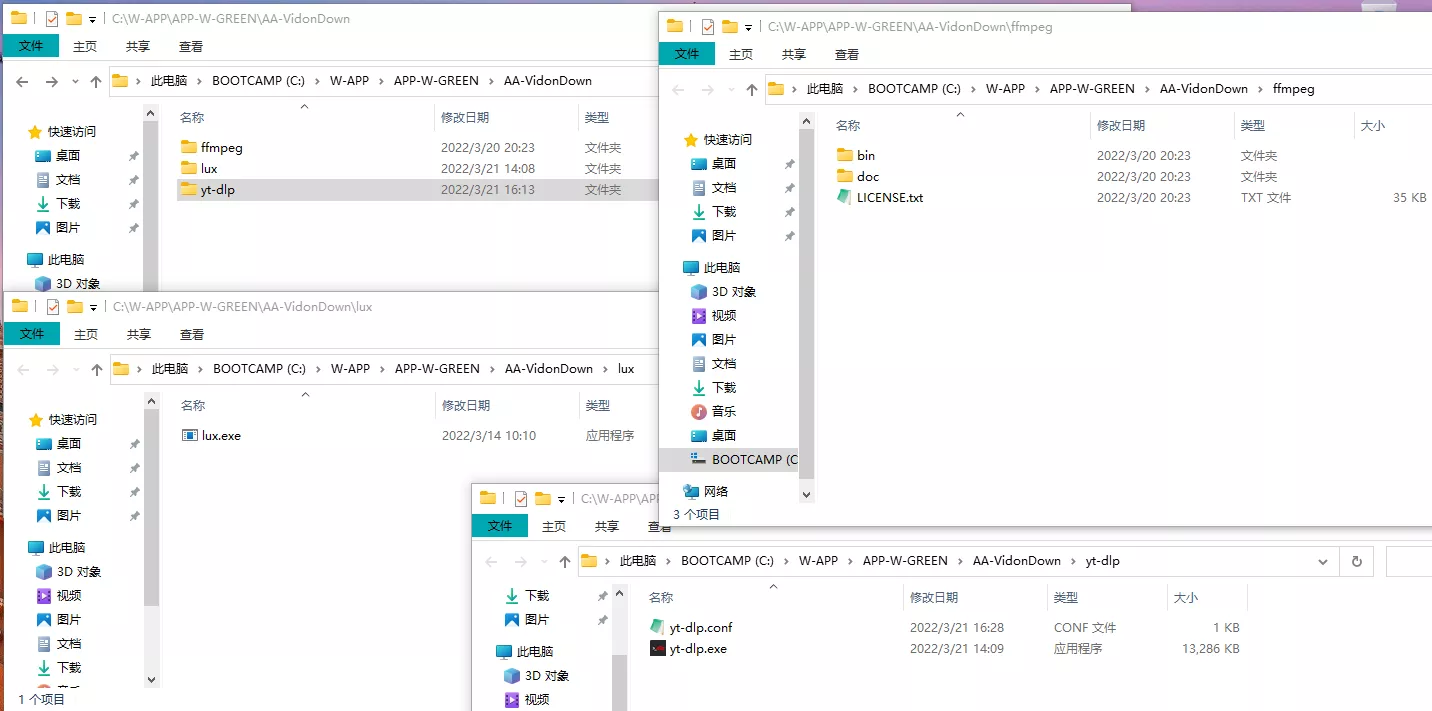 C:\W-APP\APP-W-GREEN\AA-VidonDown
文件 主页 共享 查看
此电脑 BOOTCAMP (C:) W-APP APP-W-GREEN AA-VidonDown
名称 修改日期 类型
快速访问
桌面
文档
下载
图片
此电脑
3D 对象
ffmpeg 2022/3/20 20:23 文件夹
lux 2022/3/21 14:08 文件夹
yt-dlp 2022/3/21 16:13 文件夹
C:\W-APP\APP-W-GREEN\AA-VidonDown\ffmpeg
文件 主页 共享 查看
此电脑 BOOTCAMP (C:) W-APP APP-W-GREEN AA-VidonDown ffmpeg
名称 修改日期 类型 大小
快速访问
桌面
文档
下载
图片
此电脑
3D 对象
视频
图片
文档
下载
音乐
桌面
BOOTCAMP (C
网络
bin 2022/3/20 20:23 文件夹
doc 2022/3/20 20:23 文件夹
LICENSE.txt 2022/3/20 20:23 TXT 文件 35 KB
3 个项目
C:\W-APP\APP-W-GREEN\AA-VidonDown\lux
文件 主页 共享 查看
此电脑 BOOTCAMP (C:) W-APP APP-W-GREEN AA-VidonDown lux
名称 修改日期 类型
快速访问
桌面
文档
下载
图片
此电脑
3D 对象
视频
图片
文档
下载
lux.exe 2022/3/14 10:10 应用程序
1 个项目
C:\W-APP\APP
文件 主页 共享 查看
此电脑 BOOTCAMP (C:) W-APP APP-W-GREEN AA-VidonDown yt-dlp
名称 修改日期 类型 大小
下载
图片
此电脑
3D 对象
视频
yt-dlp.conf 2022/3/21 16:28 CONF 文件 1 KB
yt-dlp.exe 2022/3/21 14:09 应用程序 13,286 KB